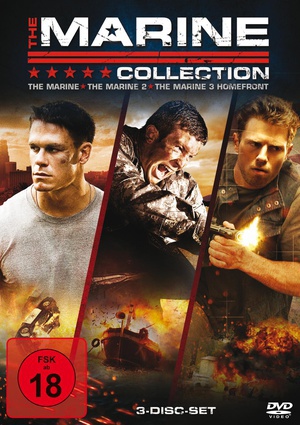 THE MARINE
COLLECTION
THE MARINE★THE MARINE 2★THE MARINE 3 HOMEFRONT
FSK
ab
18
3-DISC-SET
DVD
VIDEO